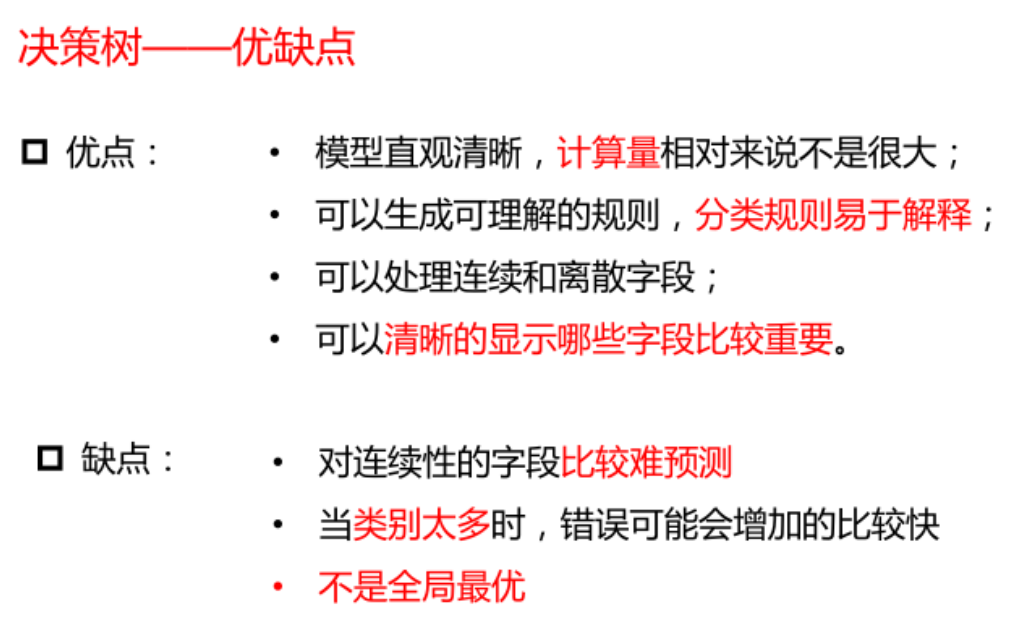 决策树——优缺点
优点： • 模型直观清晰，计算量相对来说不是很大；
• 可以生成可理解的规则，分类规则易于解释；
• 可以处理连续和离散字段；
• 可以清晰的显示哪些字段比较重要。
缺点： • 对连续性的字段比较难预测
• 当类别太多时，错误可能会增加的比较快
• 不是全局最优